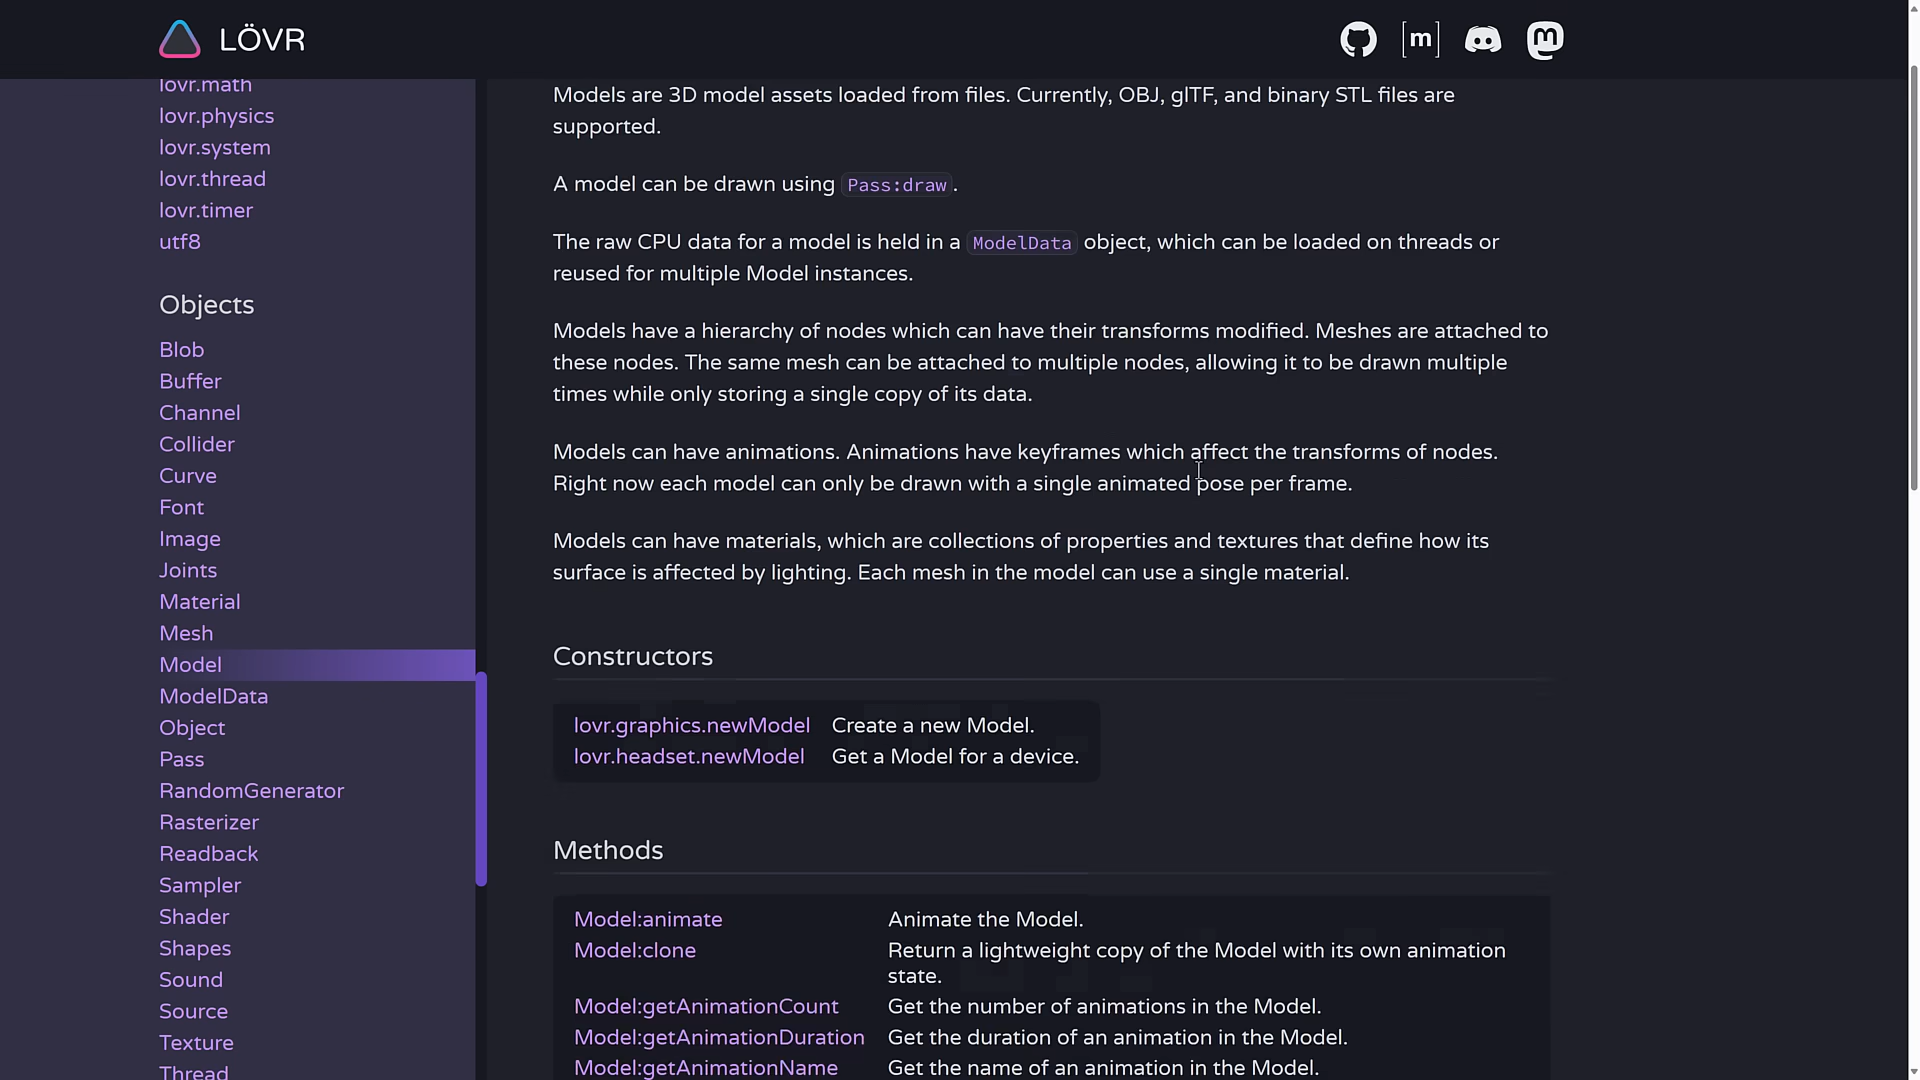 LÖVR
[m]
lovr.math
lovr.physics
lovr.system
lovr.thread
lovr.timer
utf8
Objects
Blob
Buffer
Channel
Collider
Curve
Font
Image
Joints
Material
Mesh
Model
ModelData
Object
Pass
RandomGenerator
Rasterizer
Readback
Sampler
Shader
Shapes
Sound
Source
Texture
Thread
Models are 3D model assets loaded from files. Currently, OBJ, glTF, and binary STL files are
supported.
A model can be drawn using Pass:draw.
The raw CPU data for a model is held in a ModelData object, which can be loaded on threads or
reused for multiple Model instances.
Models have a hierarchy of nodes which can have their transforms modified. Meshes are attached to
these nodes. The same mesh can be attached to multiple nodes, allowing it to be drawn multiple
times while only storing a single copy of its data.
Models can have animations. Animations have keyframes which affect the transforms of nodes.
Right now each model can only be drawn with a single animated pose per frame.
Models can have materials, which are collections of properties and textures that define how its
surface is affected by lighting. Each mesh in the model can use a single material.
Constructors
lovr.graphics.newModel Create a new Model.
lovr.headset.newModel Get a Model for a device.
Methods
Model:animate Animate the Model.
Model:clone Return a lightweight copy of the Model with its own animation
state.
Model:getAnimationCount Get the number of animations in the Model.
Model:getAnimationDuration Get the duration of an animation in the Model.
Model:getAnimationName Get the name of an animation in the Model.